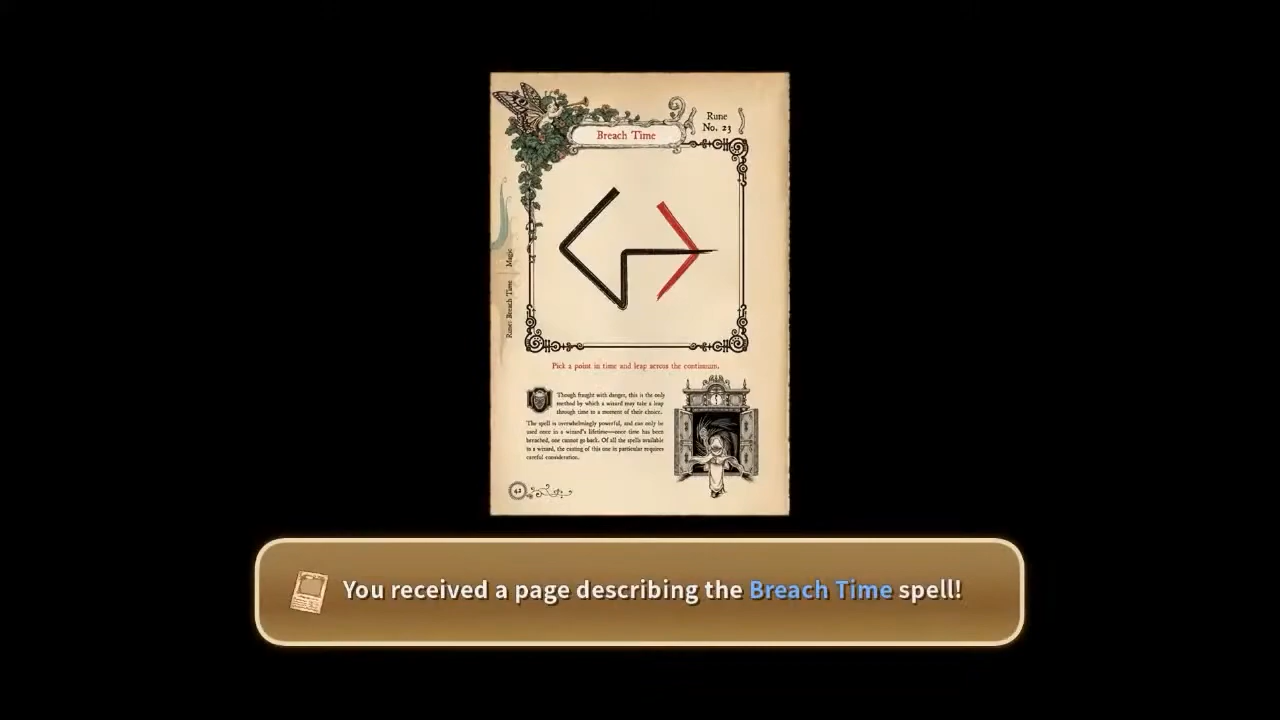 Rune
No. 23
Breach Time
Magic
Rune: Breach Time
Pick a point in time and leap across the continuum.
Though fraught with danger, this is the only
method by which a wizard may take a leap
through time to a moment of their choice.
The spell is overwhelmingly powerful, and can only be
used once in a wizard's lifetime—once time has been
breached, one cannot go back. Of all the spells available
to a wizard, the casting of this one in particular requires
careful consideration.
42
You received a page describing the Breach Time spell!